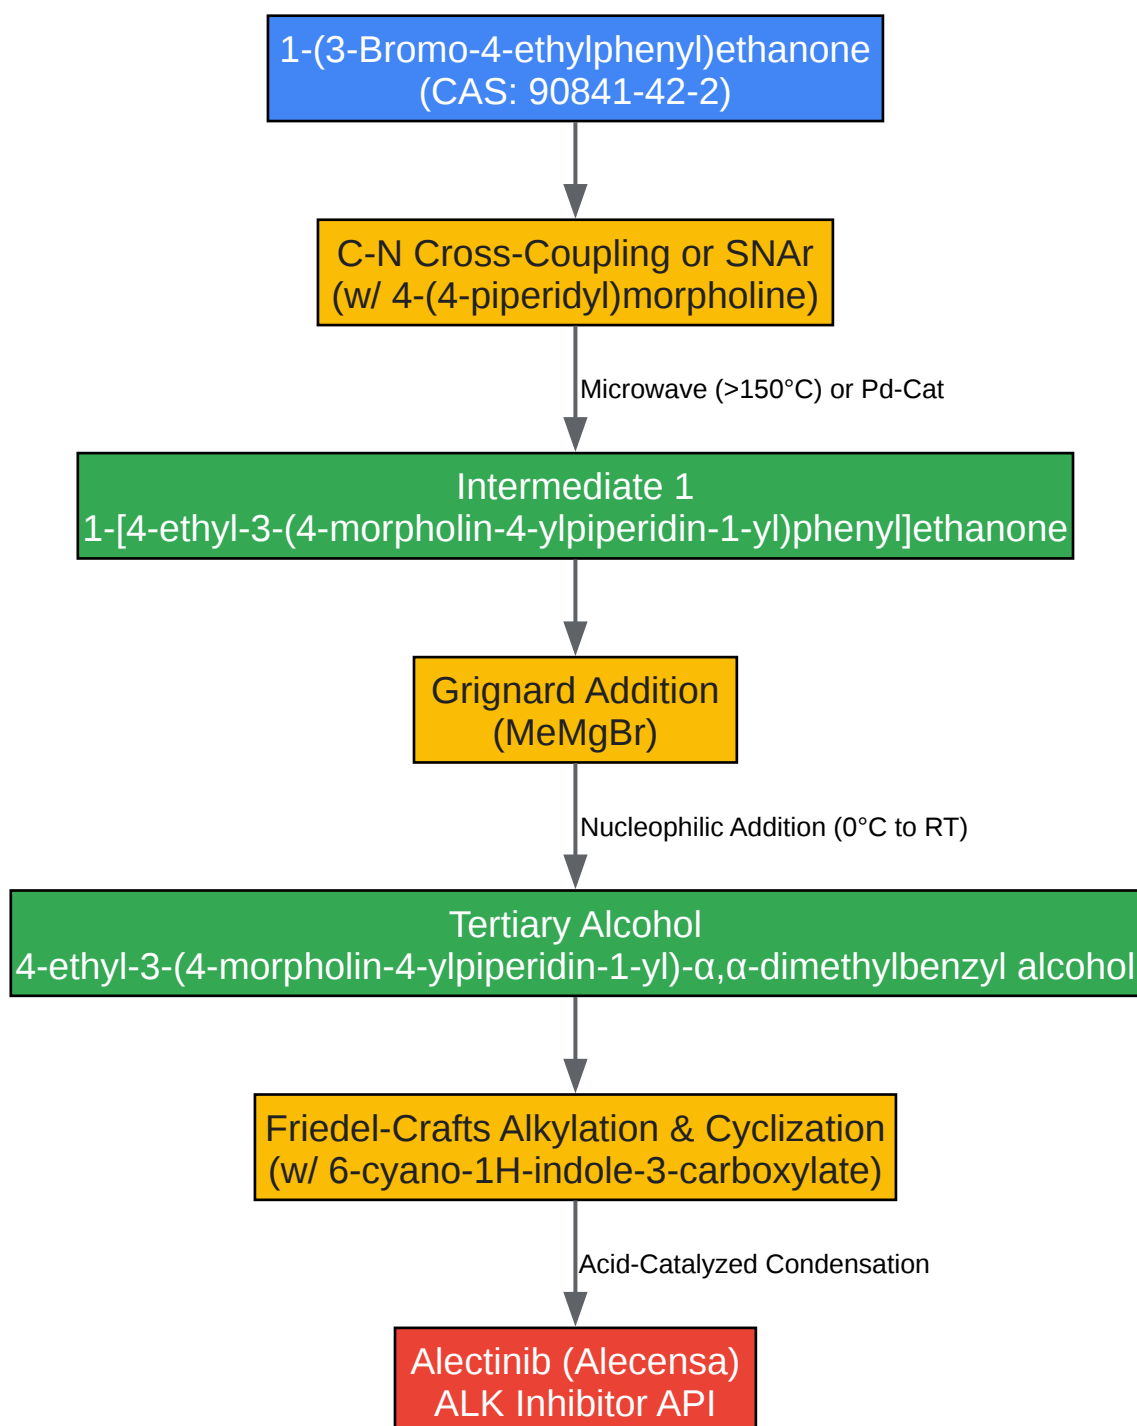 1-(3-Bromo-4-ethylphenyl)ethanone
(CAS: 90841-42-2)
C-N Cross-Coupling or SNAr
(w/ 4-(4-piperidyl)morpholine)
Microwave (>150°C) or Pd-Cat
Intermediate 1
1-[4-ethyl-3-(4-morpholin-4-ylpiperidin-1-yl)phenyl]ethanone
Grignard Addition
(MeMgBr)
Nucleophilic Addition (0°C to RT)
Tertiary Alcohol
4-ethyl-3-(4-morpholin-4-ylpiperidin-1-yl)-α,α-dimethylbenzyl alcohol
Friedel-Crafts Alkylation & Cyclization
(w/ 6-cyano-1H-indole-3-carboxylate)
Acid-Catalyzed Condensation
Alectinib (Alecensa)
ALK Inhibitor API